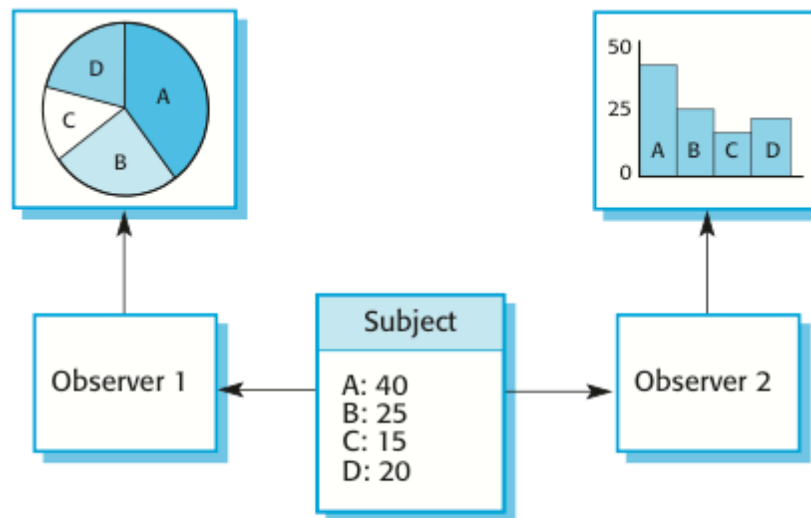 D
A
C
B
50
25
0
A B C D
Observer 1
Subject
A: 40
B: 25
C: 15
D: 20
Observer 2